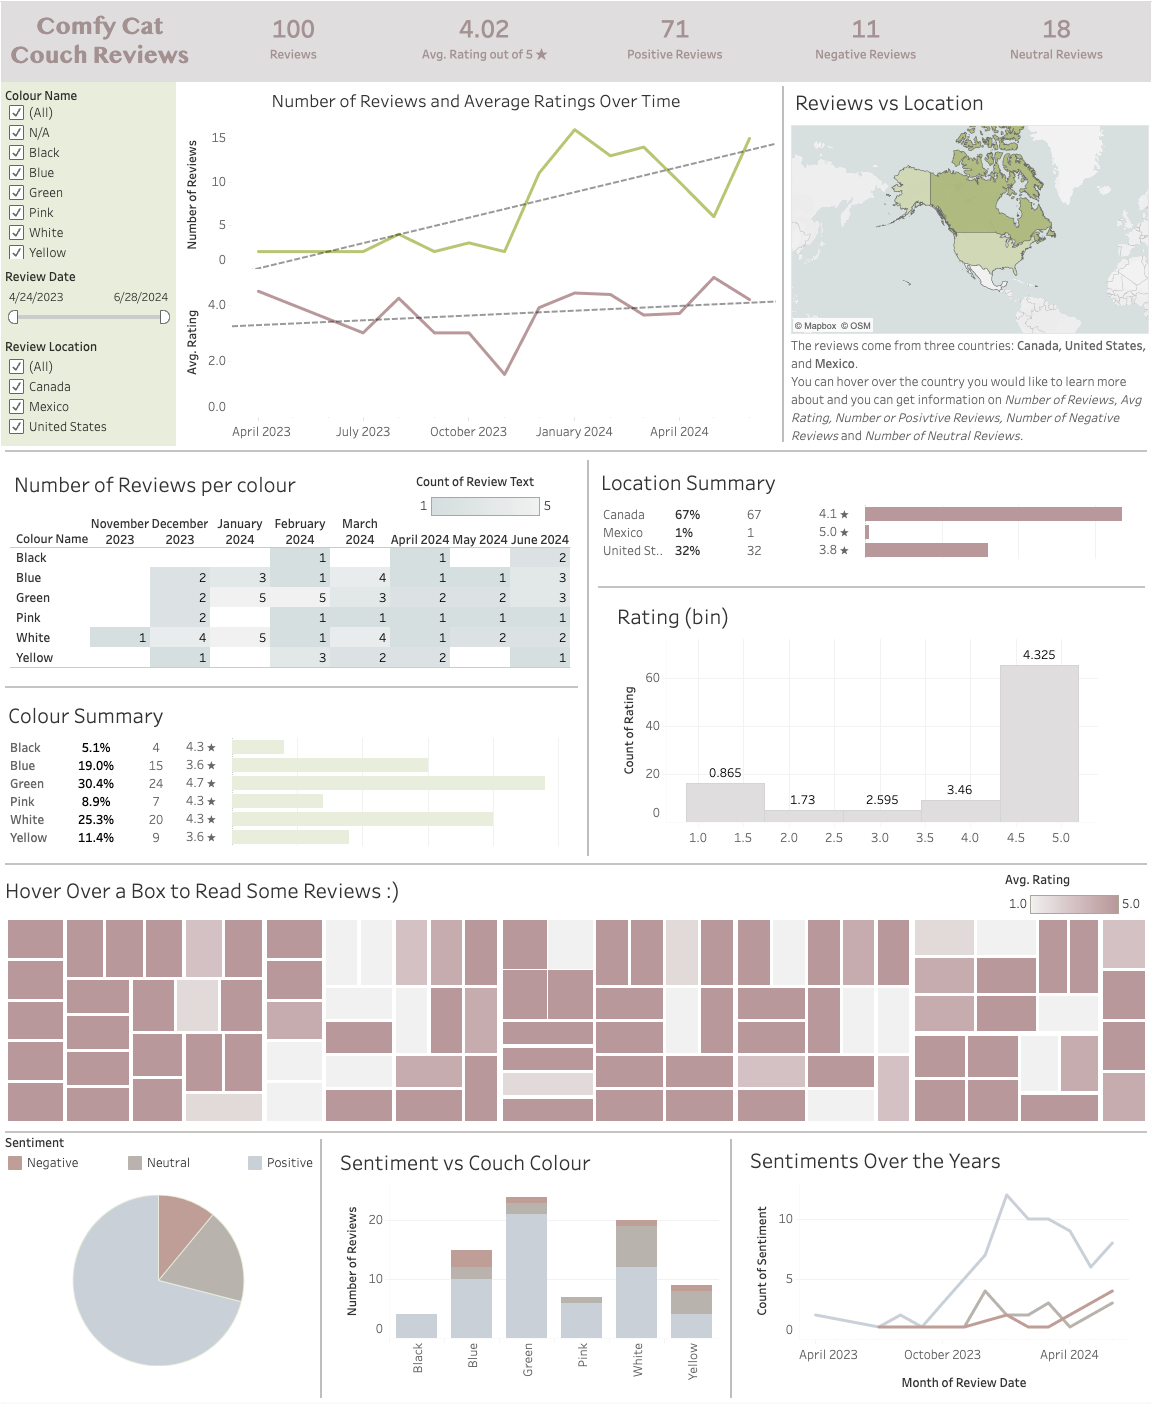 Comfy Cat
Couch Reviews
100
Reviews
4.02
Avg. Rating out of 5 ★
71
Positive Reviews
11
Negative Reviews
18
Neutral Reviews
Colour Name
(All)
N/A
Black
Blue
Green
Pink
White
Yellow
Review Date
4/24/2023 6/28/2024
Review Location
(All)
Canada
Mexico
United States
Number of Reviews and Average Ratings Over Time
Number of Reviews
15
10
5
0
Avg. Rating
4.0
2.0
0.0
April 2023 July 2023 October 2023 January 2024 April 2024
Reviews vs Location
© Mapbox © OSM
The reviews come from three countries: Canada, United States,
and Mexico.
You can hover over the country you would like to learn more
about and you can get information on Number of Reviews, Avg
Rating, Number or Posivtive Reviews, Number of Negative
Reviews and Number of Neutral Reviews.
Number of Reviews per colour
Count of Review Text
1 5
November December January February March
Colour Name 2023 2023 2024 2024 2024 April 2024 May 2024 June 2024
Black 1 1 2
Blue 2 3 1 4 1 1 3
Green 2 5 5 3 2 2 3
Pink 2 1 1 1 1 1
White 1 4 5 1 4 1 2 2
Yellow 1 3 2 2 1
Location Summary
Canada 67% 67 4.1 ★
Mexico 1% 1 5.0 ★
United St.. 32% 32 3.8 ★
Rating (bin)
Count of Rating
60
40
20
0
0.865
1.73
2.595
3.46
4.325
1.0 1.5 2.0 2.5 3.0 3.5 4.0 4.5 5.0
Colour Summary
Black 5.1% 4 4.3 ★
Blue 19.0% 15 3.6 ★
Green 30.4% 24 4.7 ★
Pink 8.9% 7 4.3 ★
White 25.3% 20 4.3 ★
Yellow 11.4% 9 3.6 ★
Hover Over a Box to Read Some Reviews :)
Avg. Rating
1.0 5.0
Sentiment
Negative Neutral Positive
Sentiment vs Couch Colour
Number of Reviews
20
10
0
Black
Blue
Green
Pink
White
Yellow
Sentiments Over the Years
Count of Sentiment
10
5
0
April 2023 October 2023 April 2024
Month of Review Date